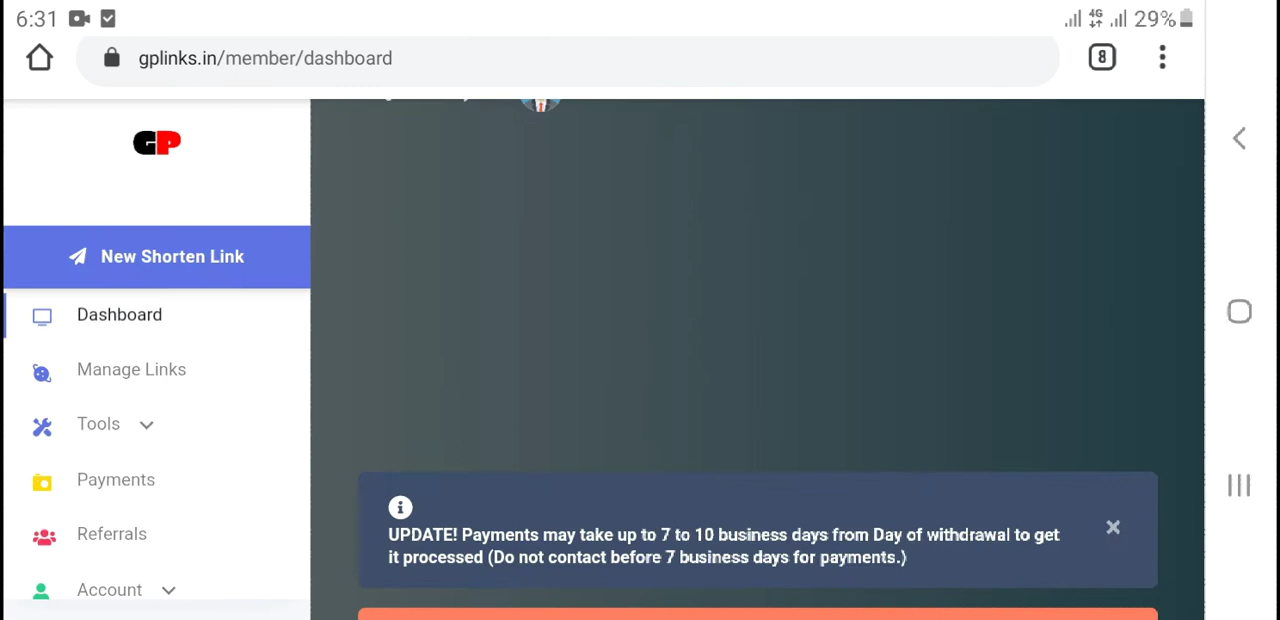 6:31
4G
29%
gplinks.in/member/dashboard
8
GP
New Shorten Link
Dashboard
Manage Links
Tools
Payments
Referrals
Account
UPDATE! Payments may take up to 7 to 10 business days from Day of withdrawal to get
it processed (Do not contact before 7 business days for payments.)